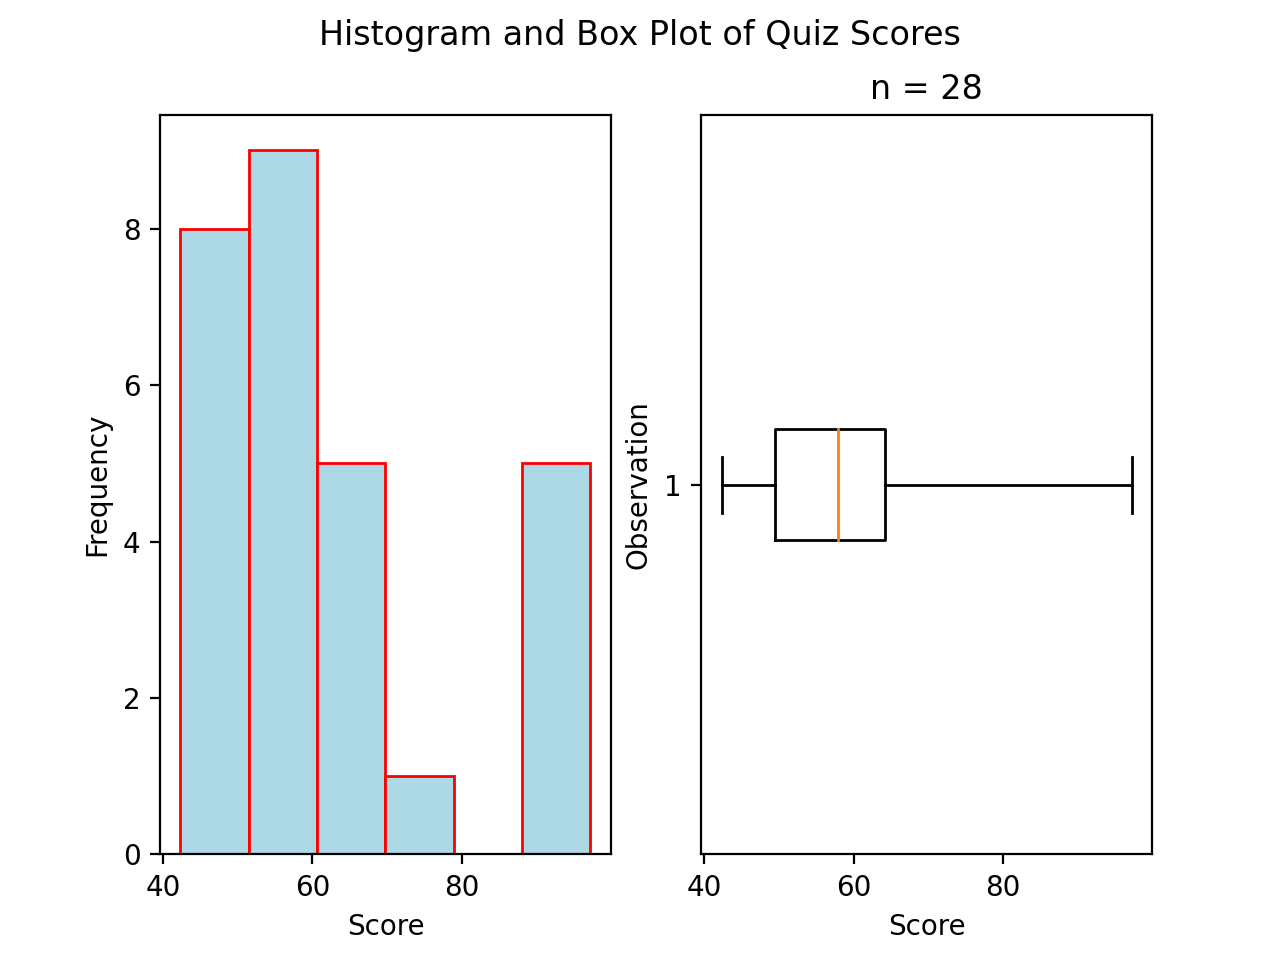 Histogram and Box Plot of Quiz Scores
Frequency
8
6
4
2
0
40 60 80
Score
n = 28
Observation
1
40 60 80
Score